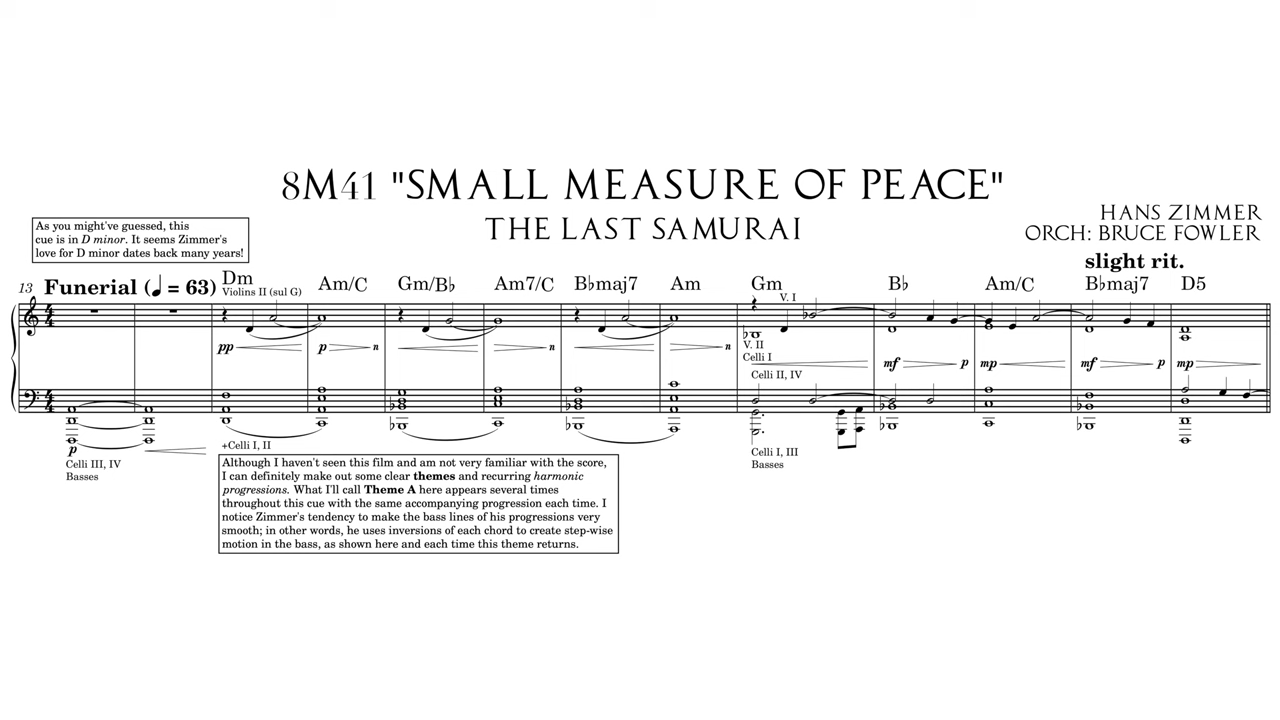 8M41 "SMALL MEASURE OF PEACE"
THE LAST SAMURAI
HANS ZIMMER
ORCH: BRUCE FOWLER
As you might've guessed, this
cue is in D minor. It seems Zimmer's
love for D minor dates back many years!
slight rit.
13 Funerial (♩ = 63) Dm Am/C Gm/B♭ Am7/C B♭maj7 Am Gm B♭ Am/C B♭maj7 D5
Violins II (sul G)
V. I
pp p n n n
V. II
Celli I
mf p mp mf p mp
Celli II, IV
p
+Celli I, II
Celli III, IV
Basses
Celli I, III
Basses
Although I haven't seen this film and am not very familiar with the score,
I can definitely make out some clear themes and recurring harmonic
progressions. What I'll call Theme A here appears several times
throughout this cue with the same accompanying progression each time. I
notice Zimmer's tendency to make the bass lines of his progressions very
smooth; in other words, he uses inversions of each chord to create step-wise
motion in the bass, as shown here and each time this theme returns.